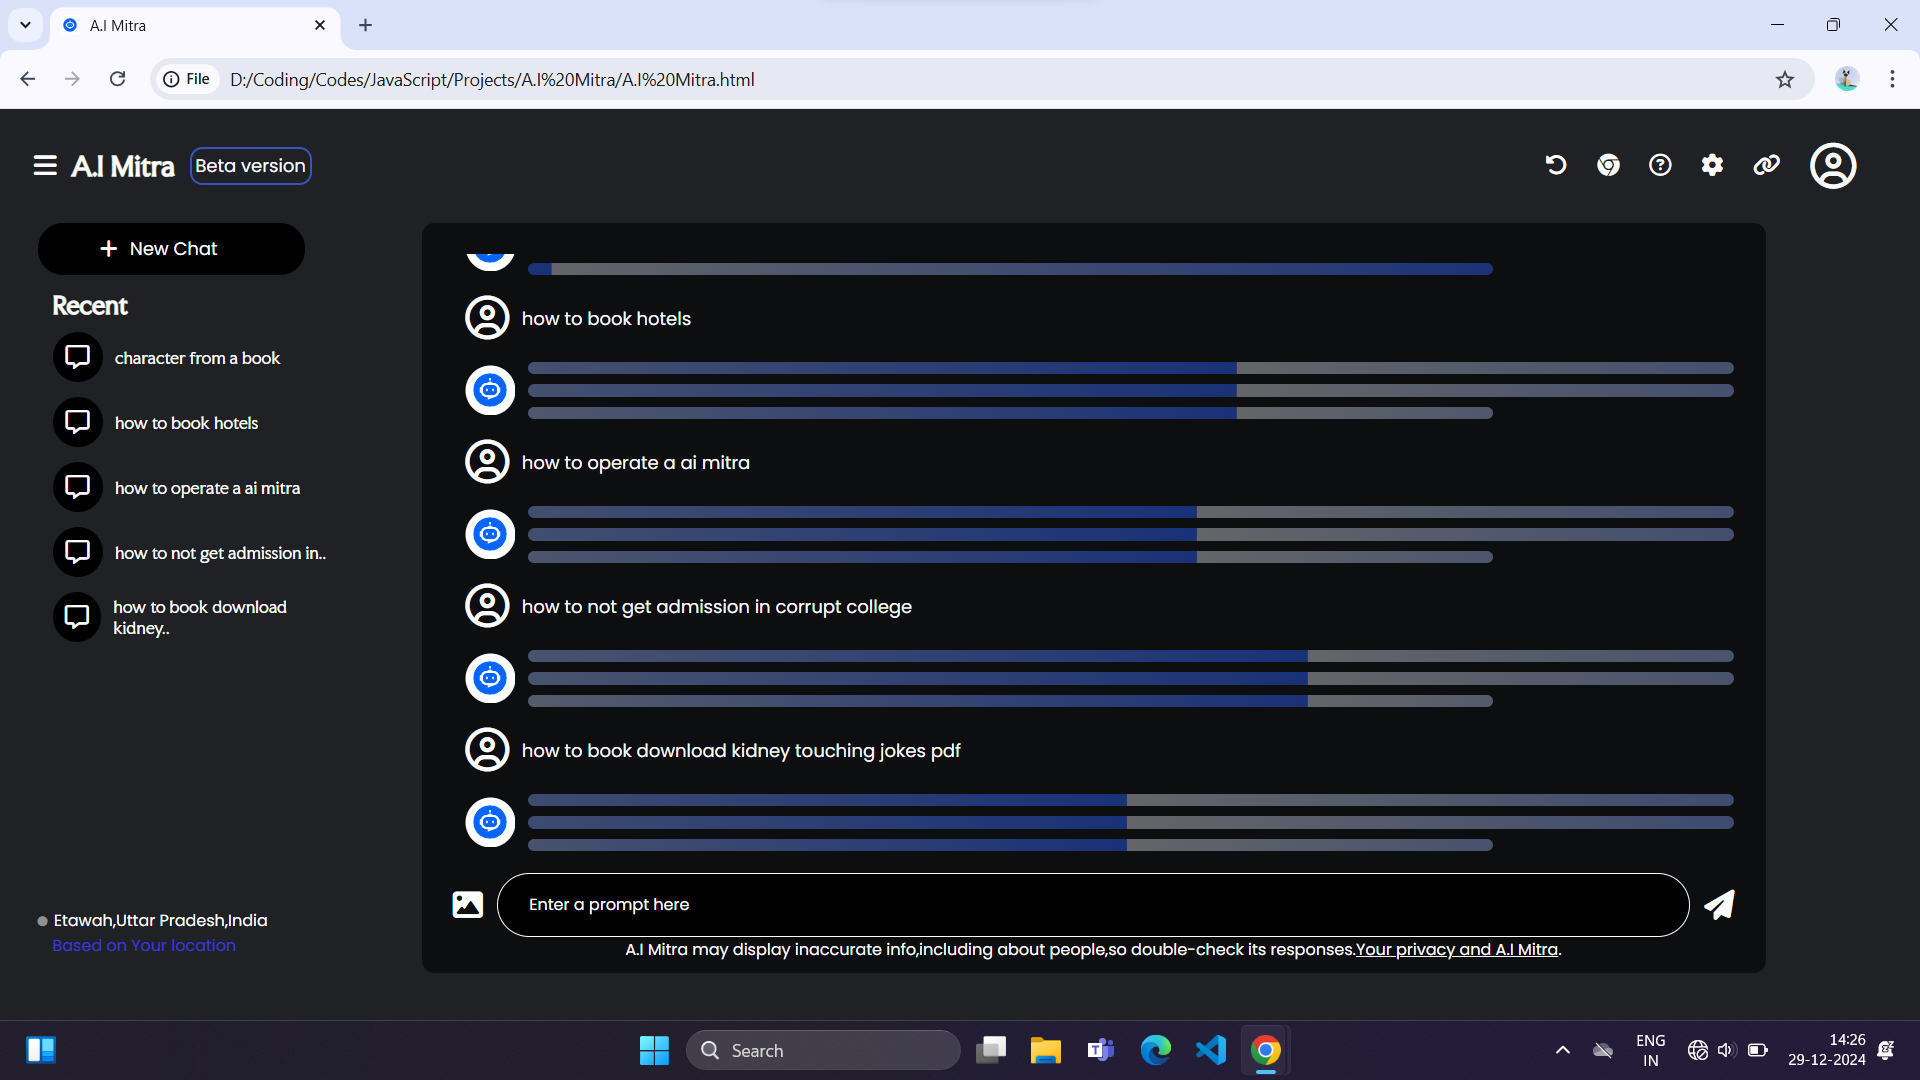 A.I Mitra
File
D:/Coding/Codes/JavaScript/Projects/A.I%20Mitra/A.I%20Mitra.html
A.I Mitra
Beta version
New Chat
Recent
character from a book
how to book hotels
how to operate a ai mitra
how to not get admission in..
how to book download
kidney..
Etawah,Uttar Pradesh,India
Based on Your location
how to book hotels
how to operate a ai mitra
how to not get admission in corrupt college
how to book download kidney touching jokes pdf
Enter a prompt here
A.I Mitra may display inaccurate info,including about people,so double-check its responses.Your privacy and A.I Mitra.
Search
ENG
IN
14:26
29-12-2024